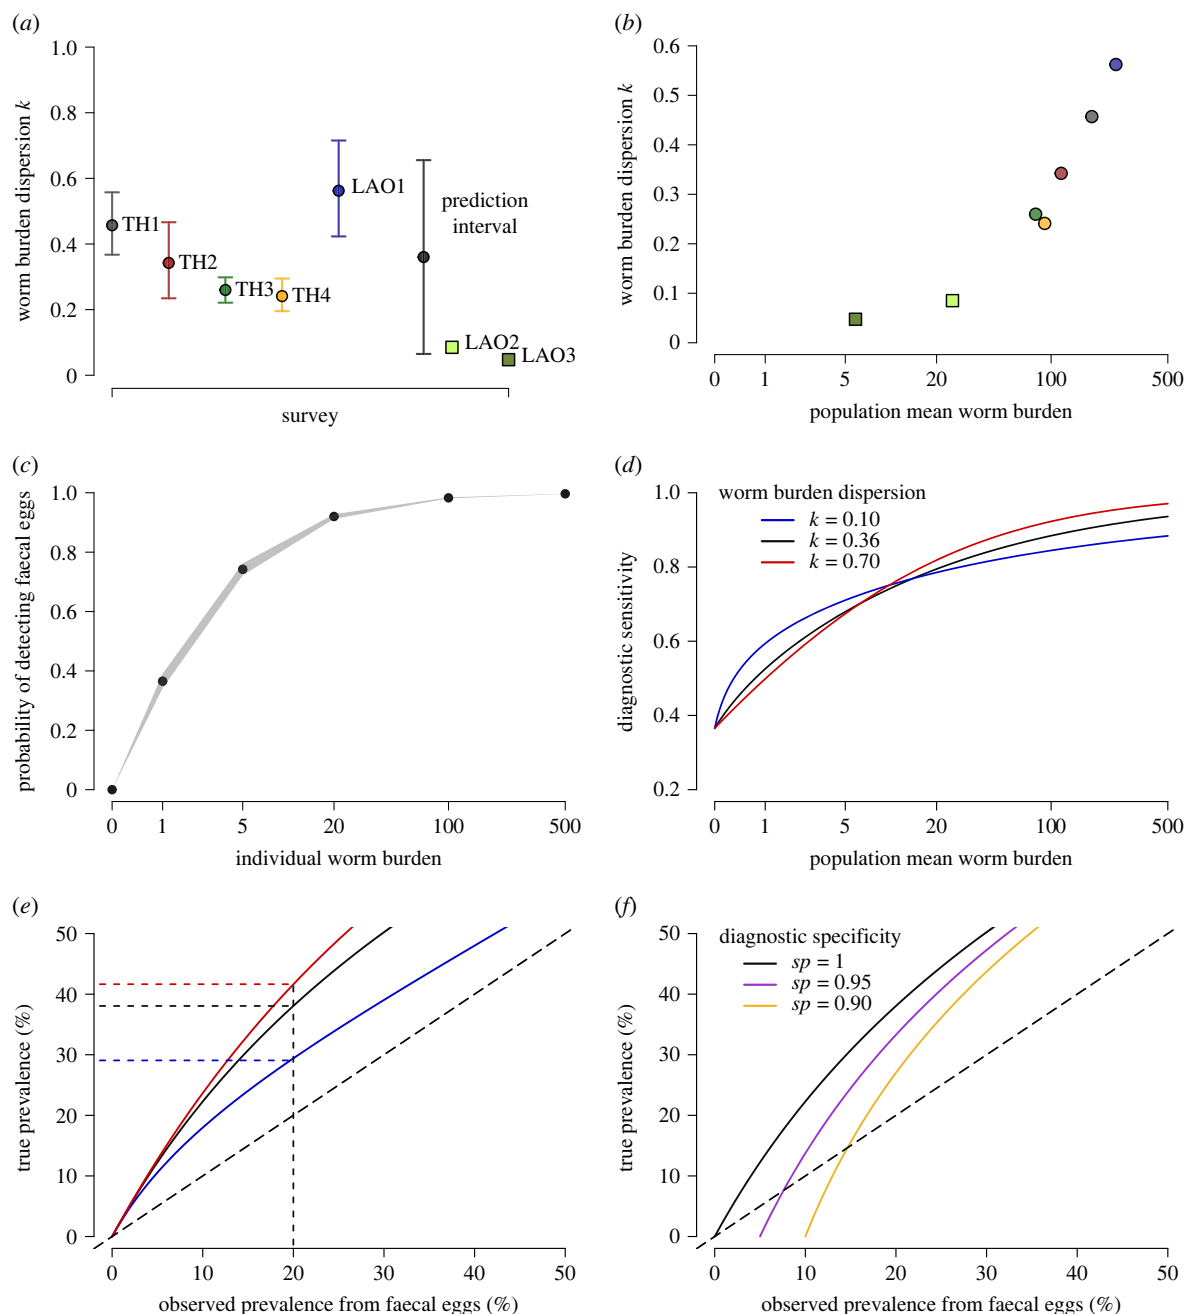 (a)
worm burden dispersion k
1.0
0.8
0.6
0.4
0.2
0
TH1
TH2
TH3
TH4
LAO1
prediction
interval
LAO2
LAO3
survey
(b)
worm burden dispersion k
0.6
0.5
0.4
0.3
0.2
0.1
0
0 1 5 20 100 500
population mean worm burden
(c)
probability of detecting faecal eggs
1.0
0.8
0.6
0.4
0.2
0
0 1 5 20 100 500
individual worm burden
(d)
diagnostic sensitivity
1.0
0.8
0.6
0.4
0.2
worm burden dispersion
k = 0.10
k = 0.36
k = 0.70
0 1 5 20 100 500
population mean worm burden
(e)
true prevalence (%)
50
40
30
20
10
0
0 10 20 30 40 50
observed prevalence from faecal eggs (%)
(f)
true prevalence (%)
50
40
30
20
10
0
diagnostic specificity
sp = 1
sp = 0.95
sp = 0.90
0 10 20 30 40 50
observed prevalence from faecal eggs (%)